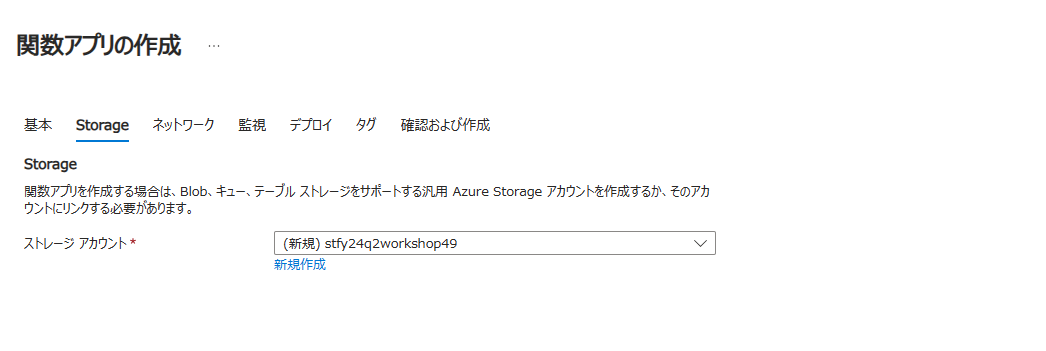 関数アプリの作成 ...
基本 Storage ネットワーク 監視 デプロイ タグ 確認および作成
Storage
関数アプリを作成する場合は、Blob、キュー、テーブル ストレージをサポートする汎用 Azure Storage アカウントを作成するか、そのアカ
ウントにリンクする必要があります。
ストレージ アカウント * (新規) stfy24q2workshop49
新規作成